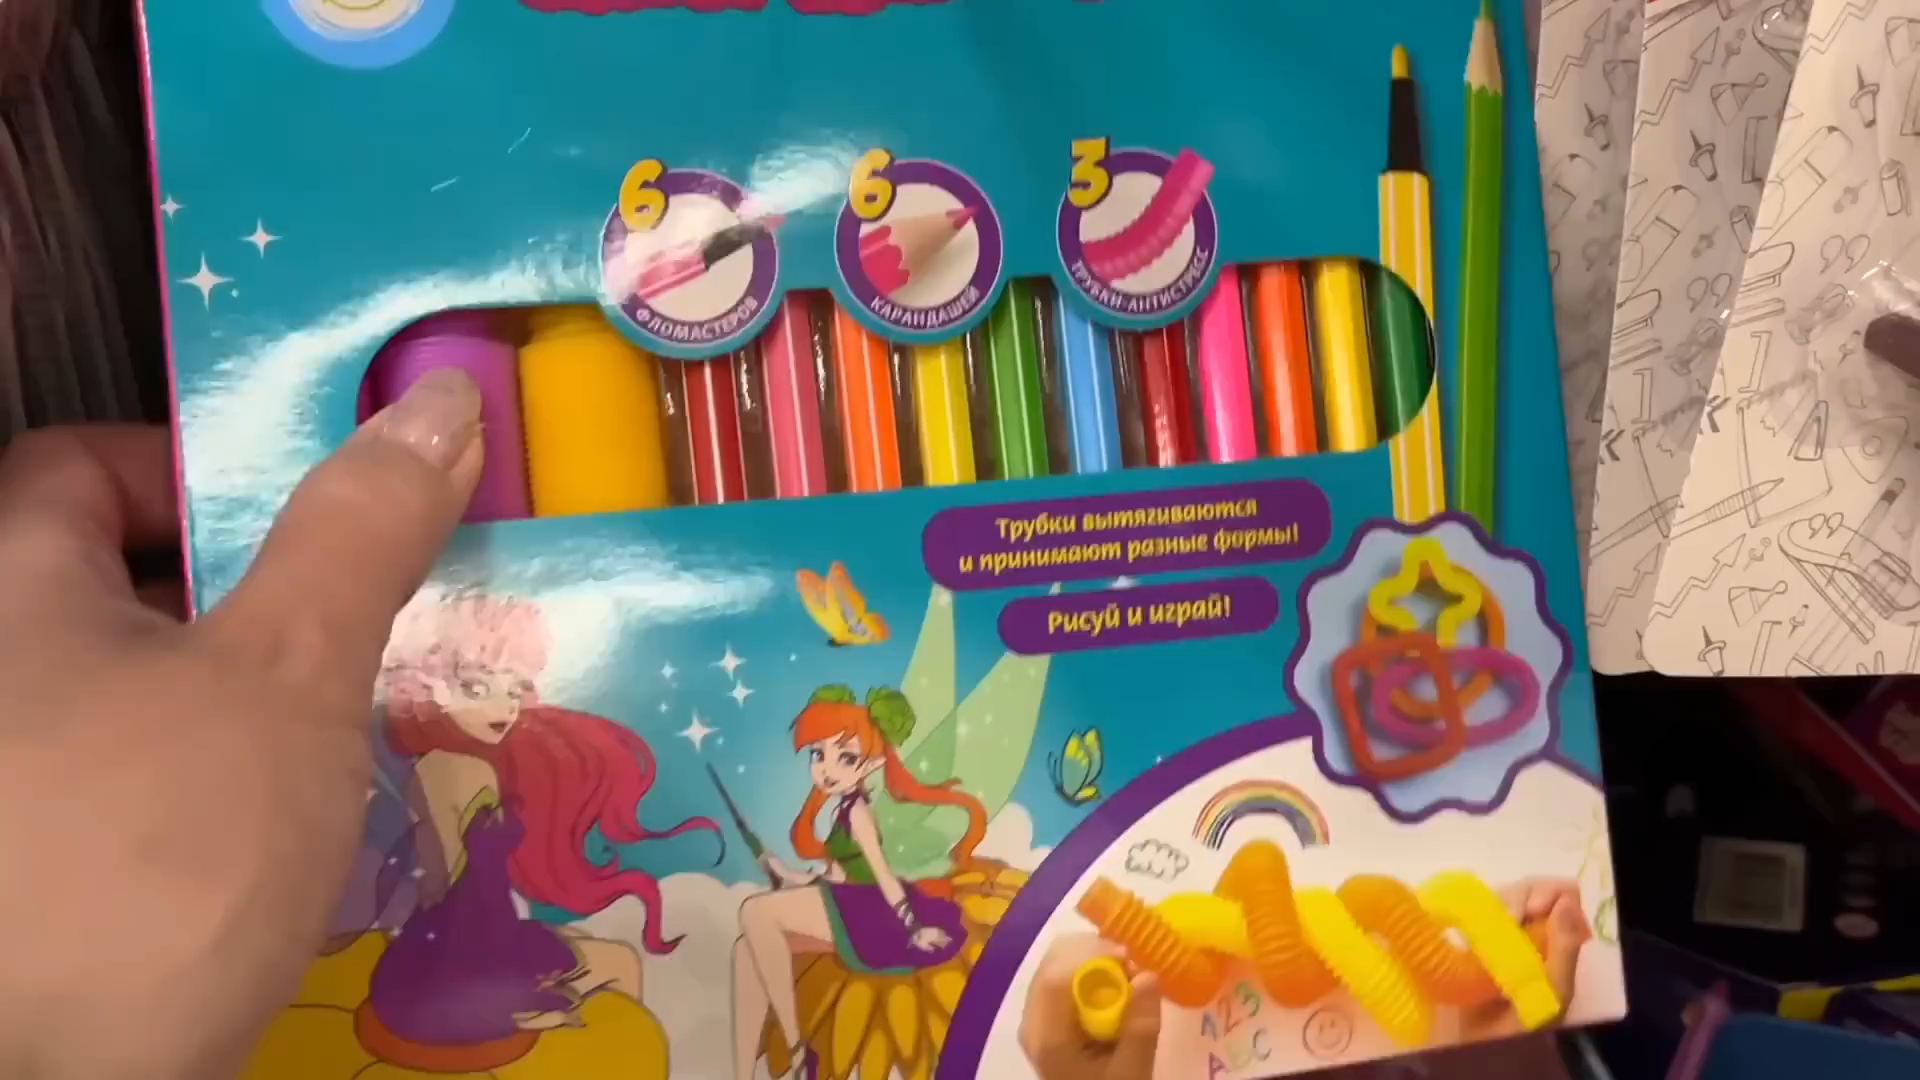 6
ФЛОМАСТЕРОВ
6
КАРАНДАШЕЙ
3
ТРУБКИ-АНТИСТРЕСС
Трубки вытягиваются
и принимают разные формы!
Рисуй и играй!
123
ABC